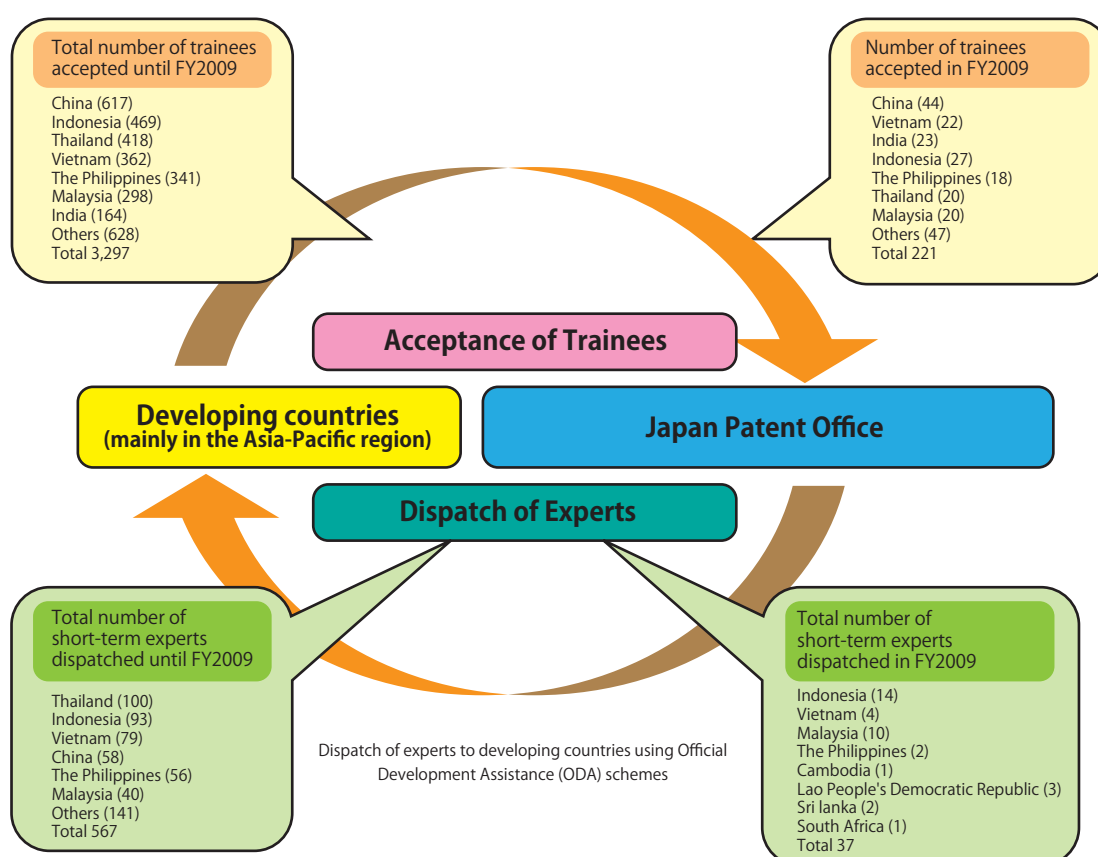 Total number of trainees
accepted until FY2009
China (617)
Indonesia (469)
Thailand (418)
Vietnam (362)
The Philippines (341)
Malaysia (298)
India (164)
Others (628)
Total 3,297
Number of trainees
accepted in FY2009
China (44)
Vietnam (22)
India (23)
Indonesia (27)
The Philippines (18)
Thailand (20)
Malaysia (20)
Others (47)
Total 221
Acceptance of Trainees
Developing countries
(mainly in the Asia-Pacific region)
Japan Patent Office
Dispatch of Experts
Total number of
short-term experts
dispatched until FY2009
Thailand (100)
Indonesia (93)
Vietnam (79)
China (58)
The Philippines (56)
Malaysia (40)
Others (141)
Total 567
Dispatch of experts to developing countries using Official
Development Assistance (ODA) schemes
Total number of
short-term experts
dispatched in FY2009
Indonesia (14)
Vietnam (4)
Malaysia (10)
The Philippines (2)
Cambodia (1)
Lao People's Democratic Republic (3)
Sri lanka (2)
South Africa (1)
Total 37